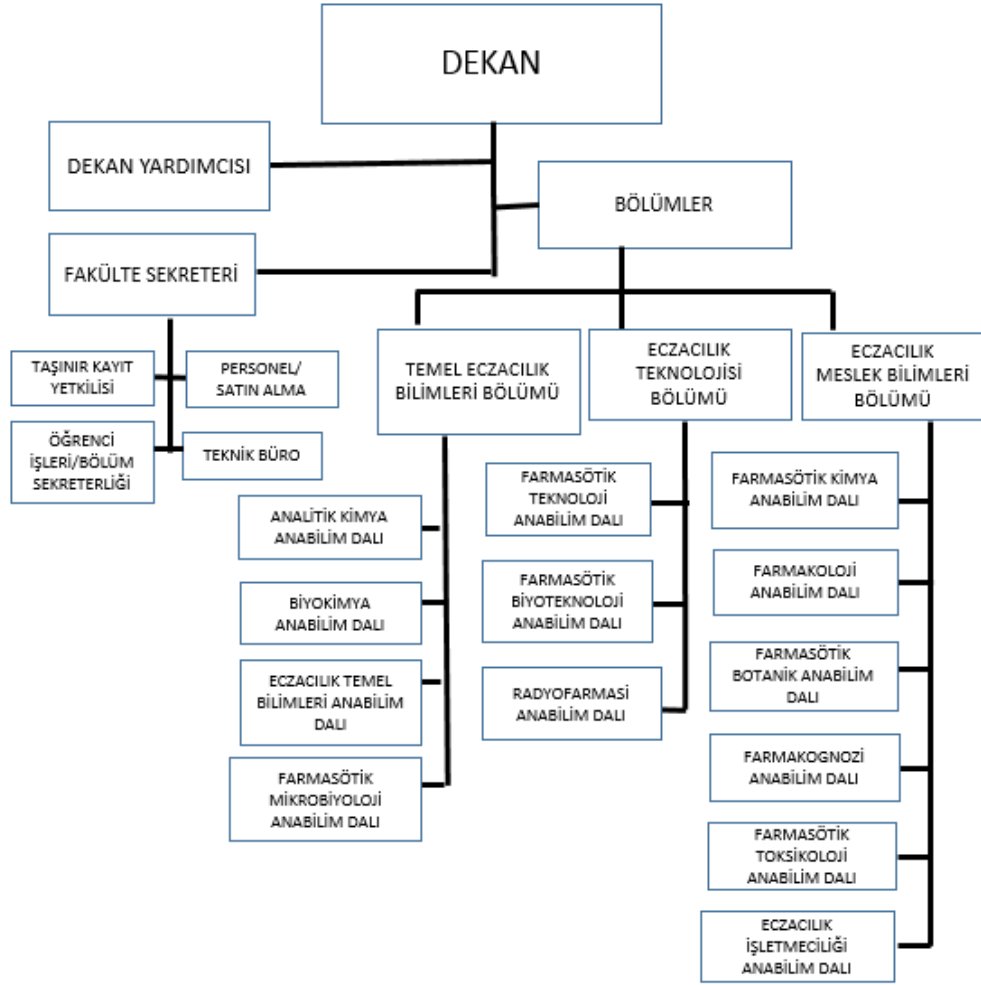 DEKAN
DEKAN YARDIMCISI
BÖLÜMLER
FAKÜLTE SEKRETERİ
TAŞINIR KAYIT
YETKİLİSİ
PERSONEL/
SATIN ALMA
ÖĞRENCİ
İŞLERİ/BÖLÜM
SEKRETERLİĞİ
TEKNİK BÜRO
TEMEL ECZACILIK
BİLİMLERİ BÖLÜMÜ
ECZACILIK
TEKNOLOJİSİ
BÖLÜMÜ
ECZACILIK
MESLEK BİLİMLERİ
BÖLÜMÜ
ANALİTİK KİMYA
ANABİLİM DALI
BİYOKİMYA
ANABİLİM DALI
ECZACILIK TEMEL
BİLİMLERİ ANABİLİM
DALI
FARMASÖTİK
MİKROBİYOLOJİ
ANABİLİM DALI
FARMASÖTİK
TEKNOLOJİ
ANABİLİM DALI
FARMASÖTİK
BİYOTEKNOLOJİ
ANABİLİM DALI
RADYOFARMASİ
ANABİLİM DALI
FARMASÖTİK KİMYA
ANABİLİM DALI
FARMAKOLOJİ
ANABİLİM DALI
FARMASÖTİK
BOTANİK ANABİLİM
DALI
FARMAKOGNOZİ
ANABİLİM DALI
FARMASÖTİK
TOKSİKOLOJİ
ANABİLİM DALI
ECZACILIK
İŞLETMECİLİĞİ
ANABİLİM DALI